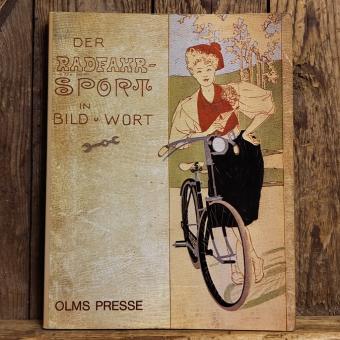 DER
RADFAHR-
SPORT
IN
BILD u WORT
OLMS PRESSE